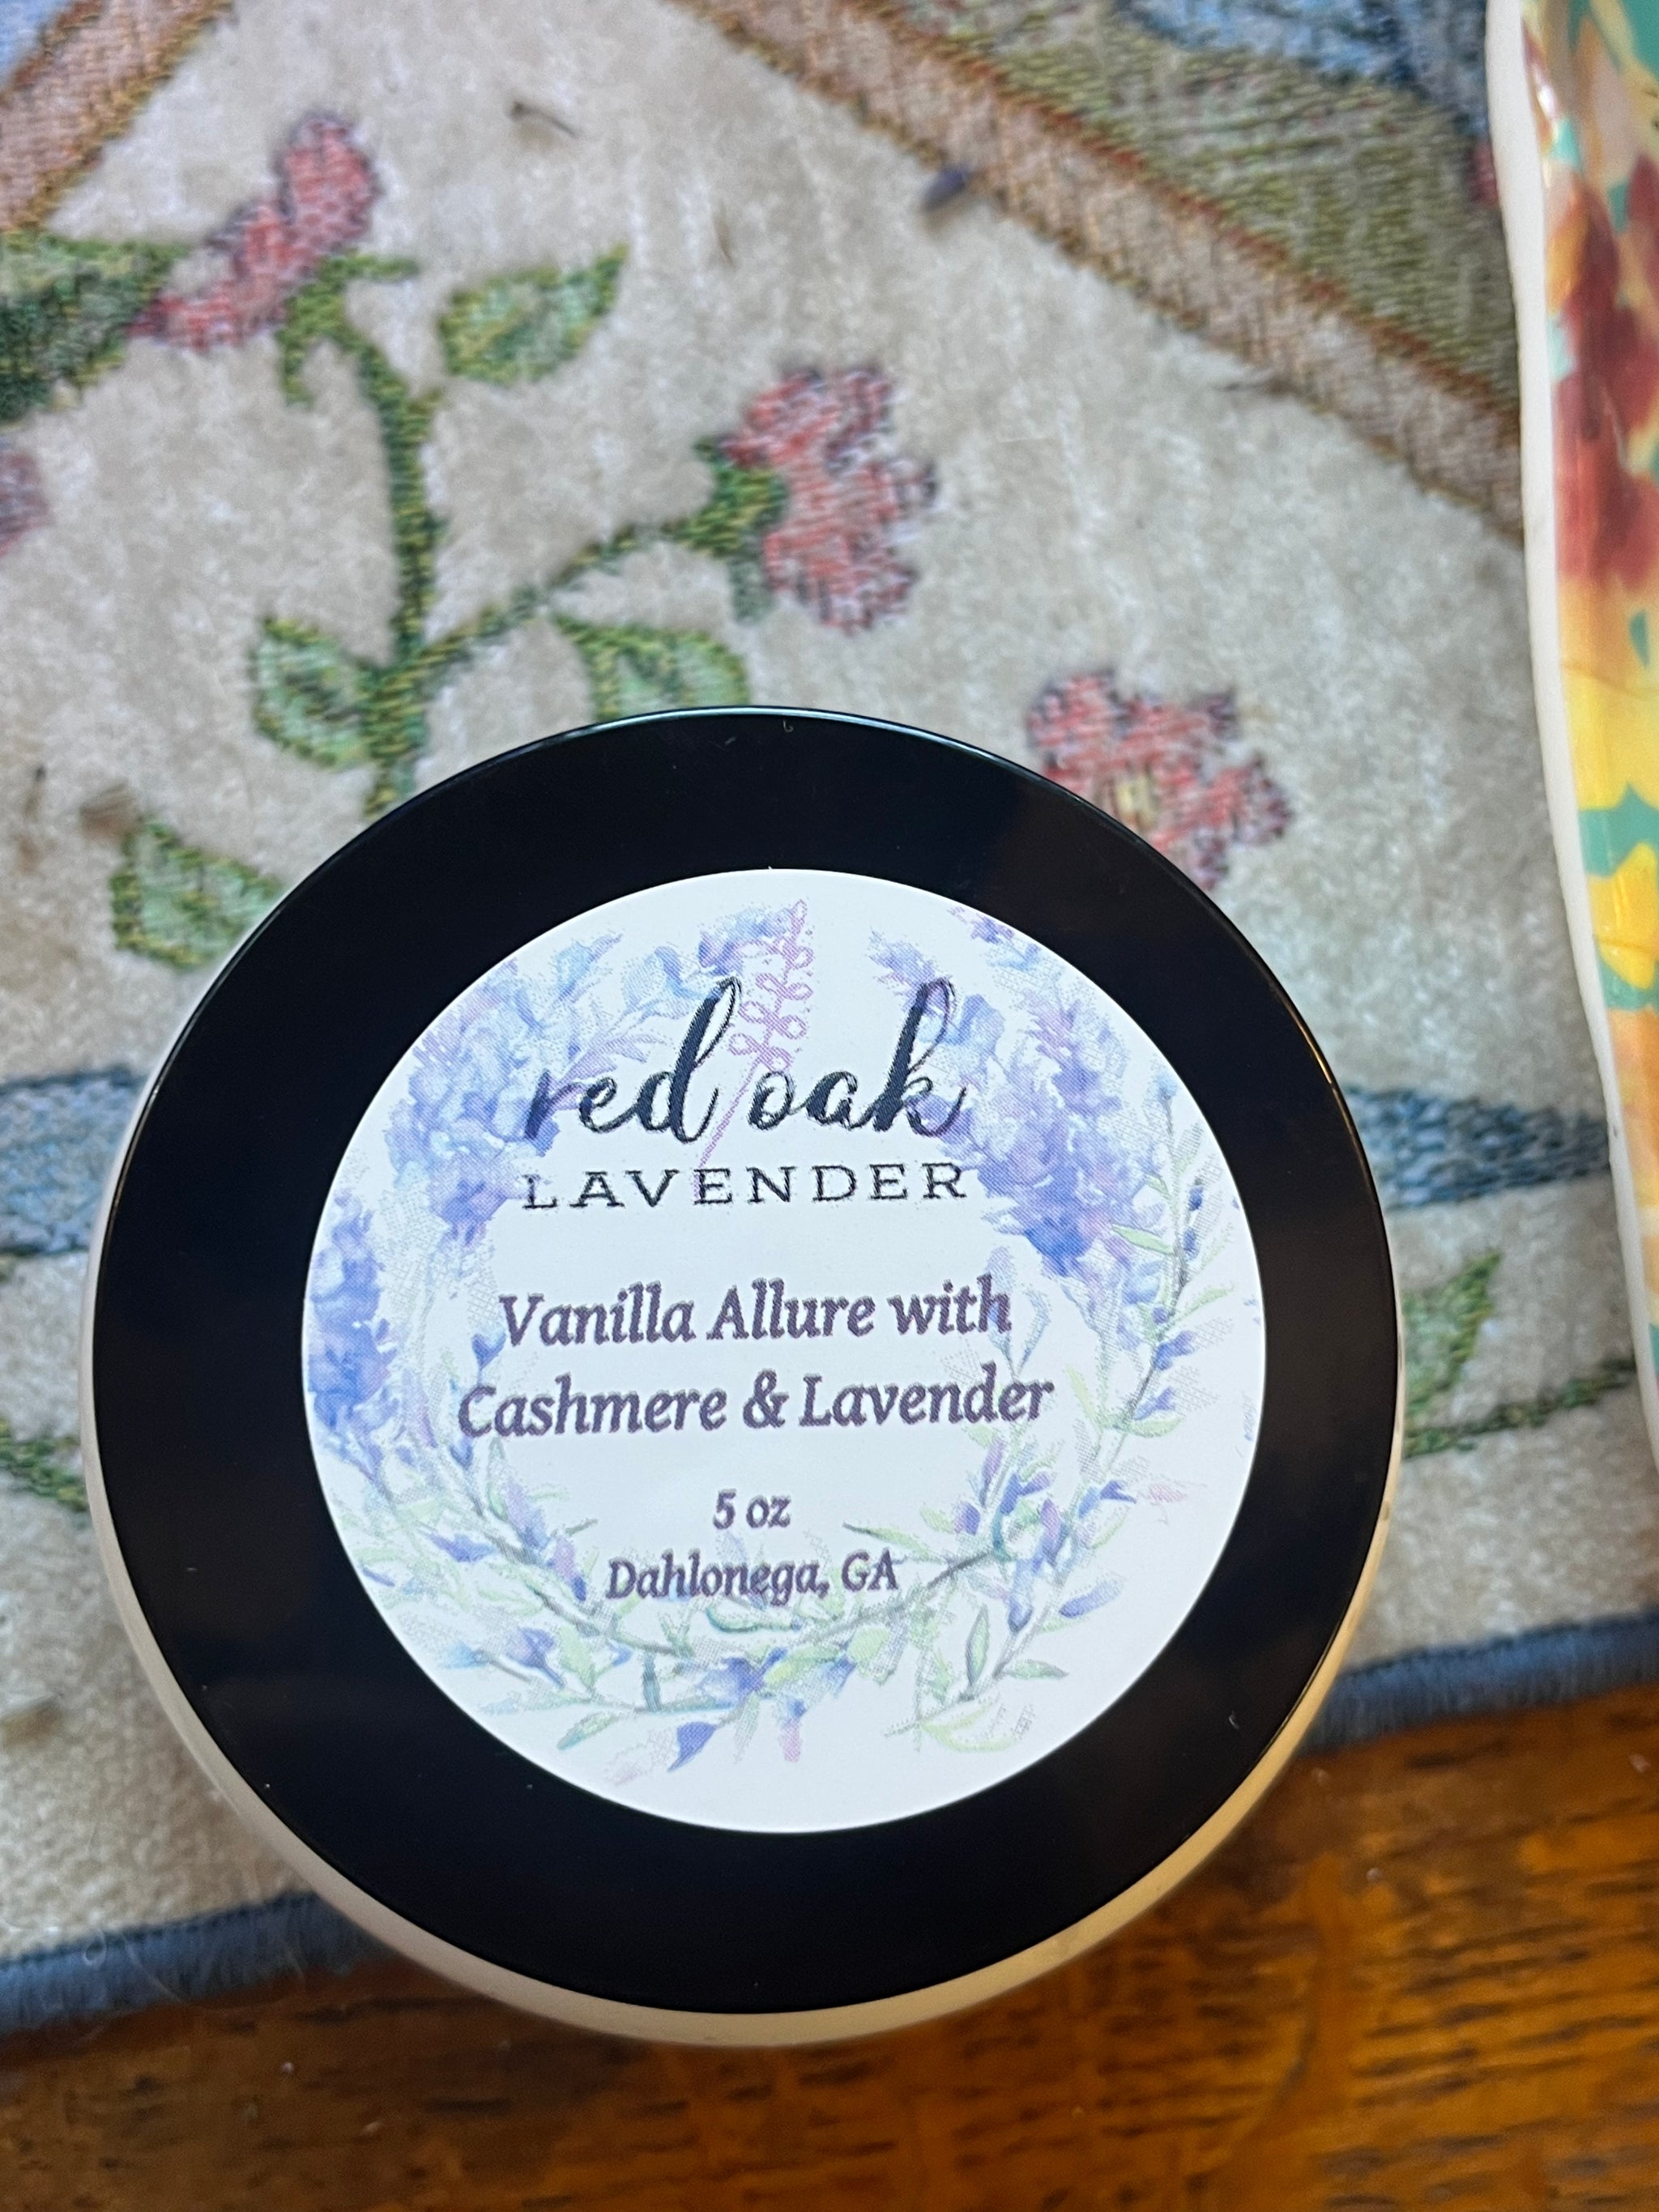 red oak
LAVENDER
Vanilla Allure with
Cashmere & Lavender
5 oz
Dahlonega, GA